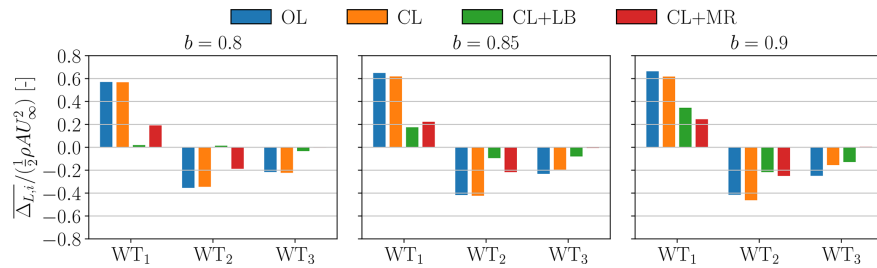 OL CL CL+LB CL+MR
b = 0.8 b = 0.85 b = 0.9
$\overline{\Delta_{L,i}}/(\frac{1}{2}\rho A U_\infty^2)$ [-]
0.8
0.6
0.4
0.2
0.0
−0.2
−0.4
−0.6
−0.8
WT₁ WT₂ WT₃ WT₁ WT₂ WT₃ WT₁ WT₂ WT₃